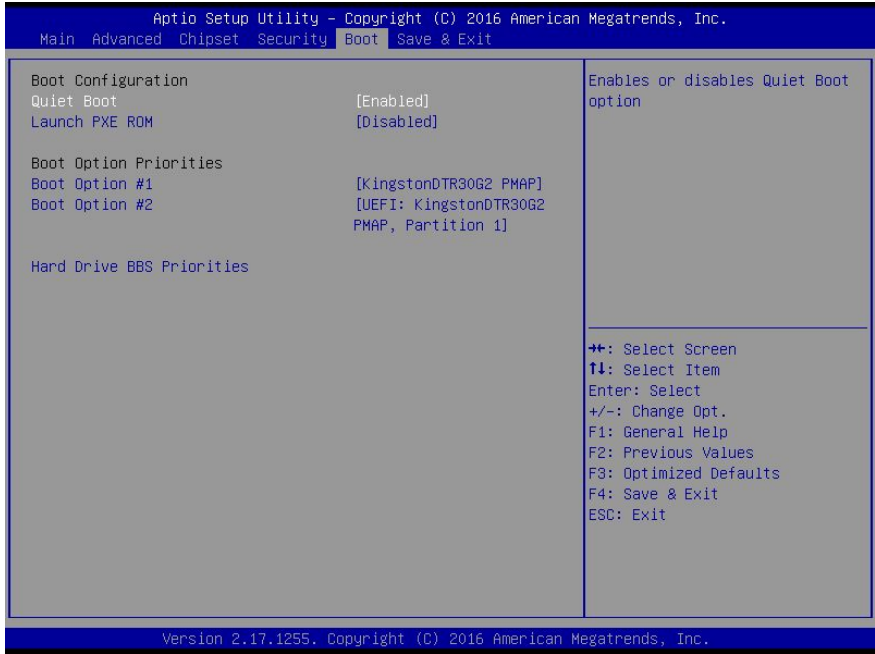 Aptio Setup Utility – Copyright (C) 2016 American Megatrends, Inc.
Main Advanced Chipset Security Boot Save & Exit
Boot Configuration
Quiet Boot [Enabled]
Launch PXE ROM [Disabled]
Boot Option Priorities
Boot Option #1 [KingstonDTR30G2 PMAP]
Boot Option #2 [UEFI: KingstonDTR30G2
PMAP, Partition 1]
Hard Drive BBS Priorities
Enables or disables Quiet Boot
option
→←: Select Screen
↑↓: Select Item
Enter: Select
+/-: Change Opt.
F1: General Help
F2: Previous Values
F3: Optimized Defaults
F4: Save & Exit
ESC: Exit
Version 2.17.1255. Copyright (C) 2016 American Megatrends, Inc.